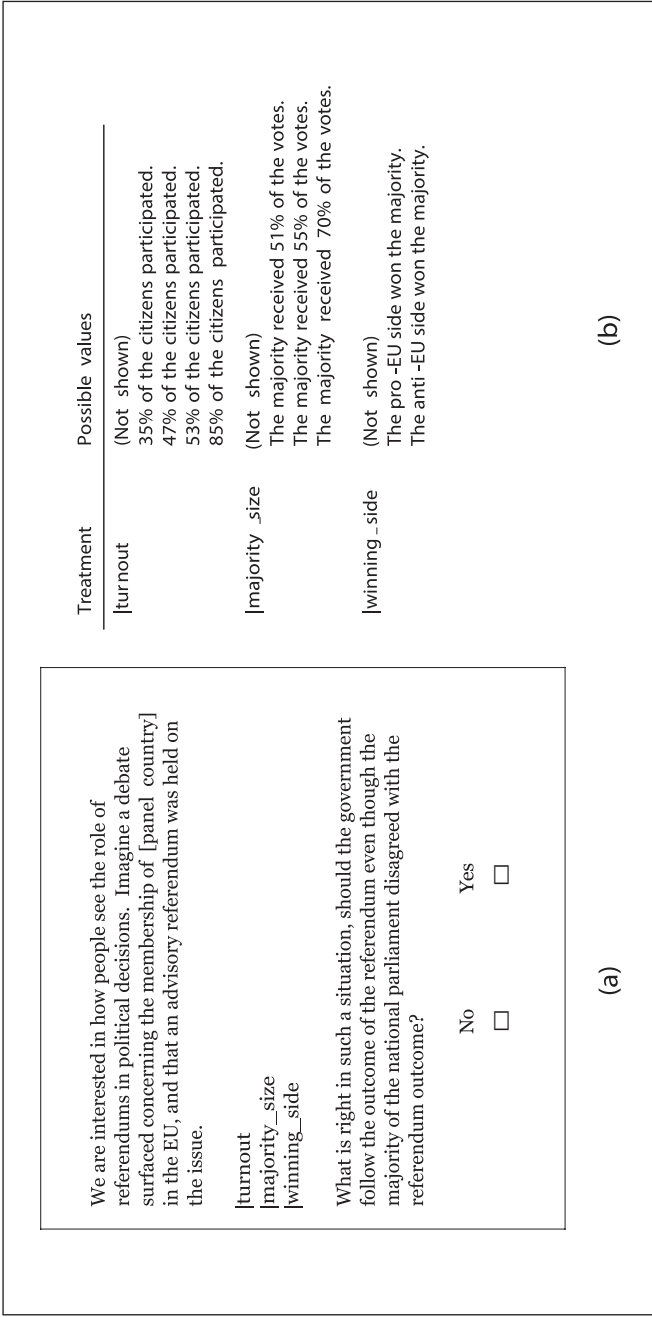 We are interested in how people see the role of
referendums in political decisions. Imagine a debate
surfaced concerning the membership of [panel country]
in the EU, and that an advisory referendum was held on
the issue.
|turnout
|majority_size
|winning_side
What is right in such a situation, should the government
follow the outcome of the referendum even though the
majority of the national parliament disagreed with the
referendum outcome?
No Yes
☐ ☐
(a)
Treatment Possible values
|turnout (Not shown)
35% of the citizens participated.
47% of the citizens participated.
53% of the citizens participated.
85% of the citizens participated.
|majority_size (Not shown)
The majority received 51% of the votes.
The majority received 55% of the votes.
The majority received 70% of the votes.
|winning_side (Not shown)
The pro-EU side won the majority.
The anti-EU side won the majority.
(b)